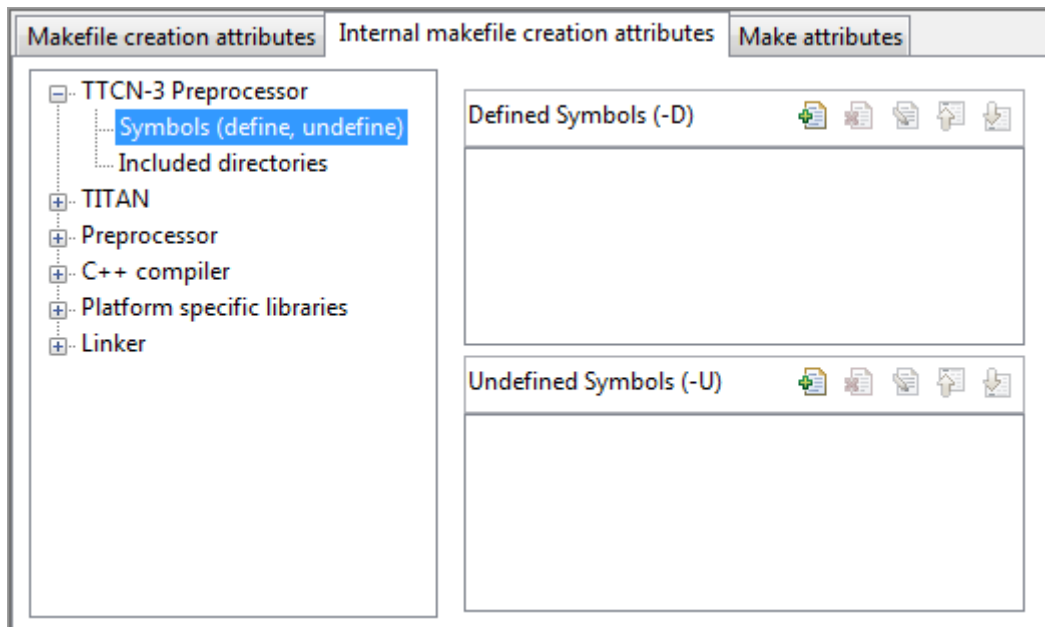 Makefile creation attributes
Internal makefile creation attributes
Make attributes
TTCN-3 Preprocessor
Symbols (define, undefine)
Included directories
TITAN
Preprocessor
C++ compiler
Platform specific libraries
Linker
Defined Symbols (-D)
Undefined Symbols (-U)